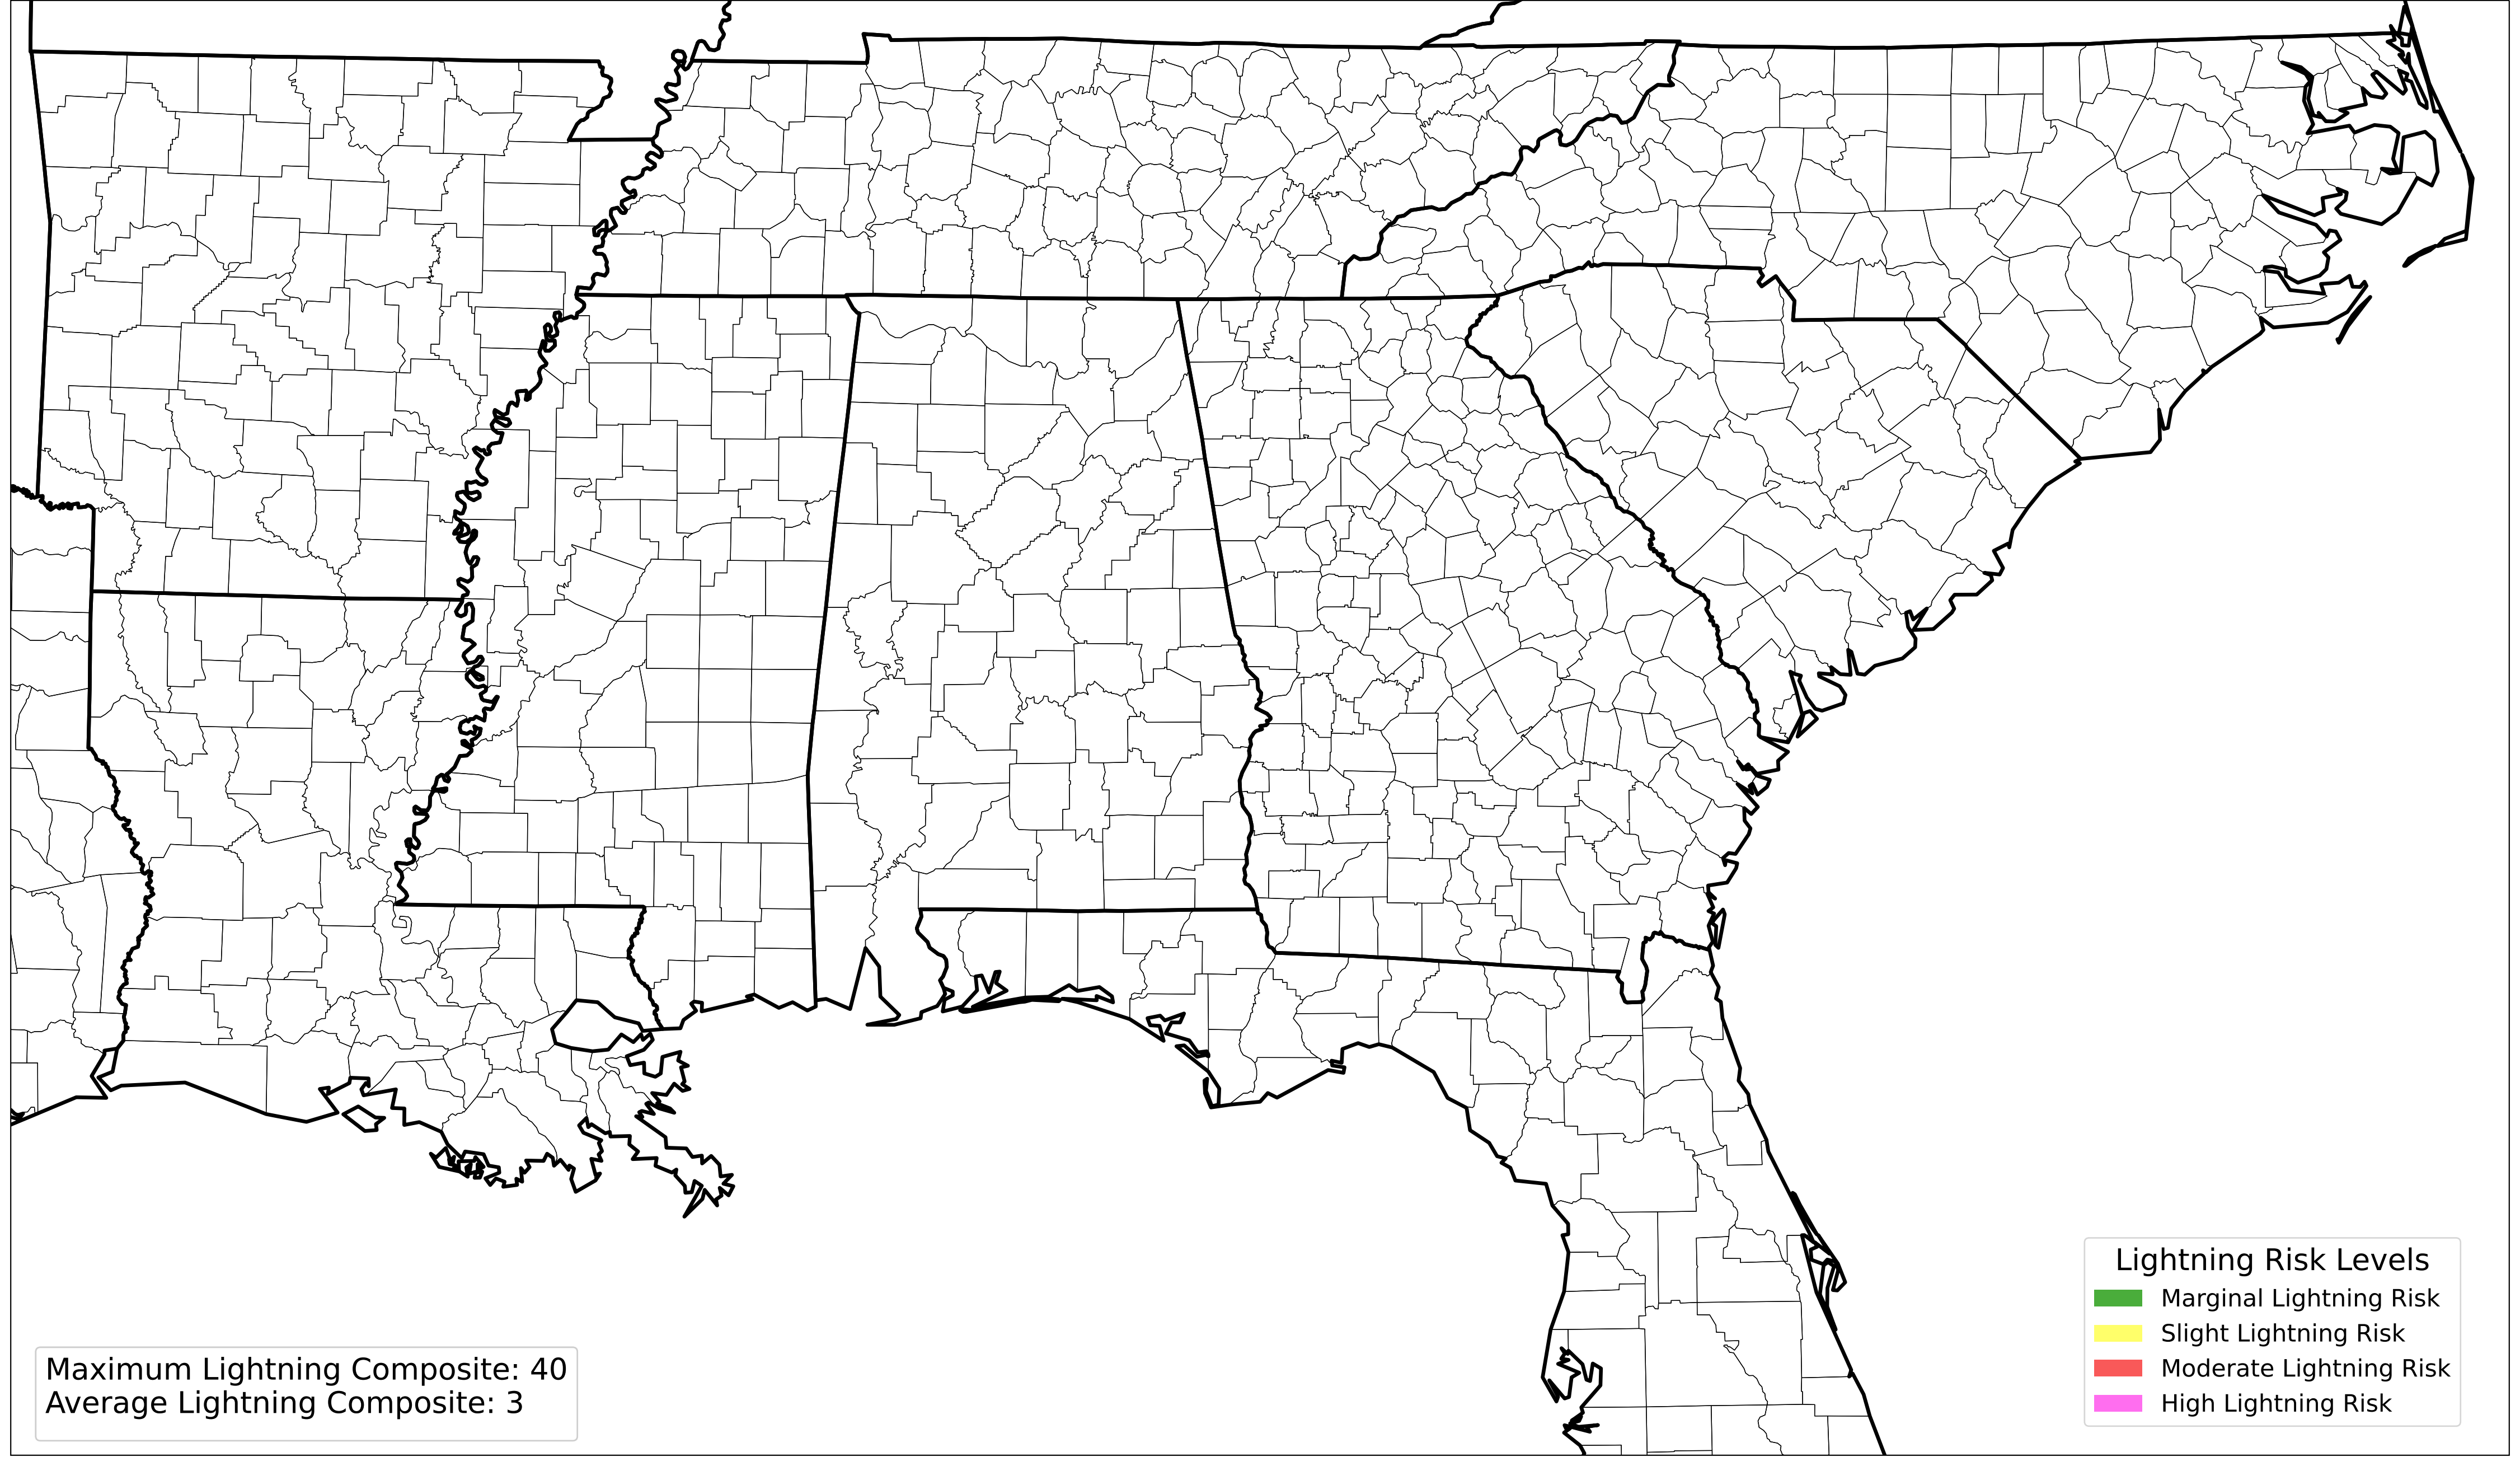 Maximum Lightning Composite: 40
Average Lightning Composite: 3
Lightning Risk Levels
Marginal Lightning Risk
Slight Lightning Risk
Moderate Lightning Risk
High Lightning Risk